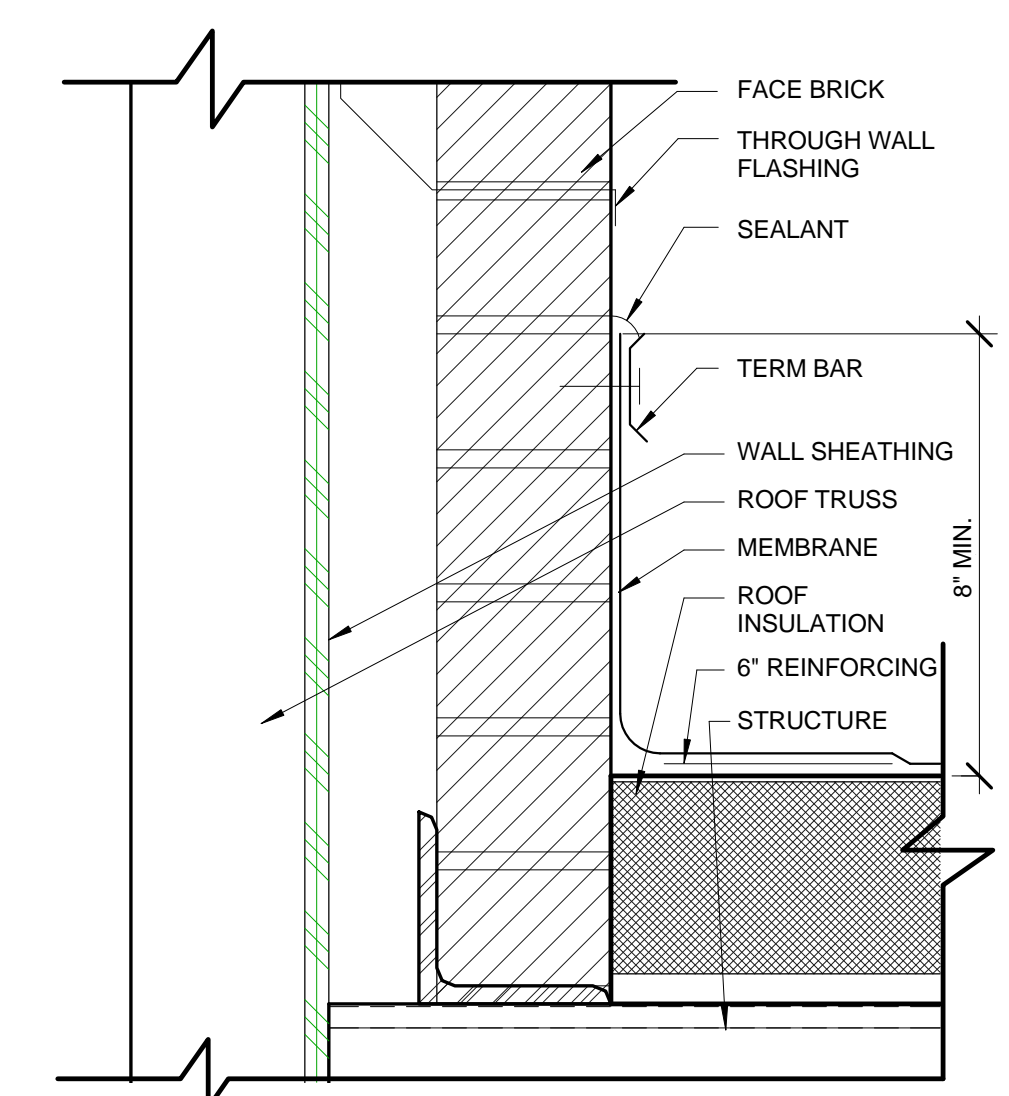 FACE BRICK
THROUGH WALL
FLASHING
SEALANT
TERM BAR
WALL SHEATHING
ROOF TRUSS
MEMBRANE
ROOF
INSULATION
6" REINFORCING
STRUCTURE
8" MIN.